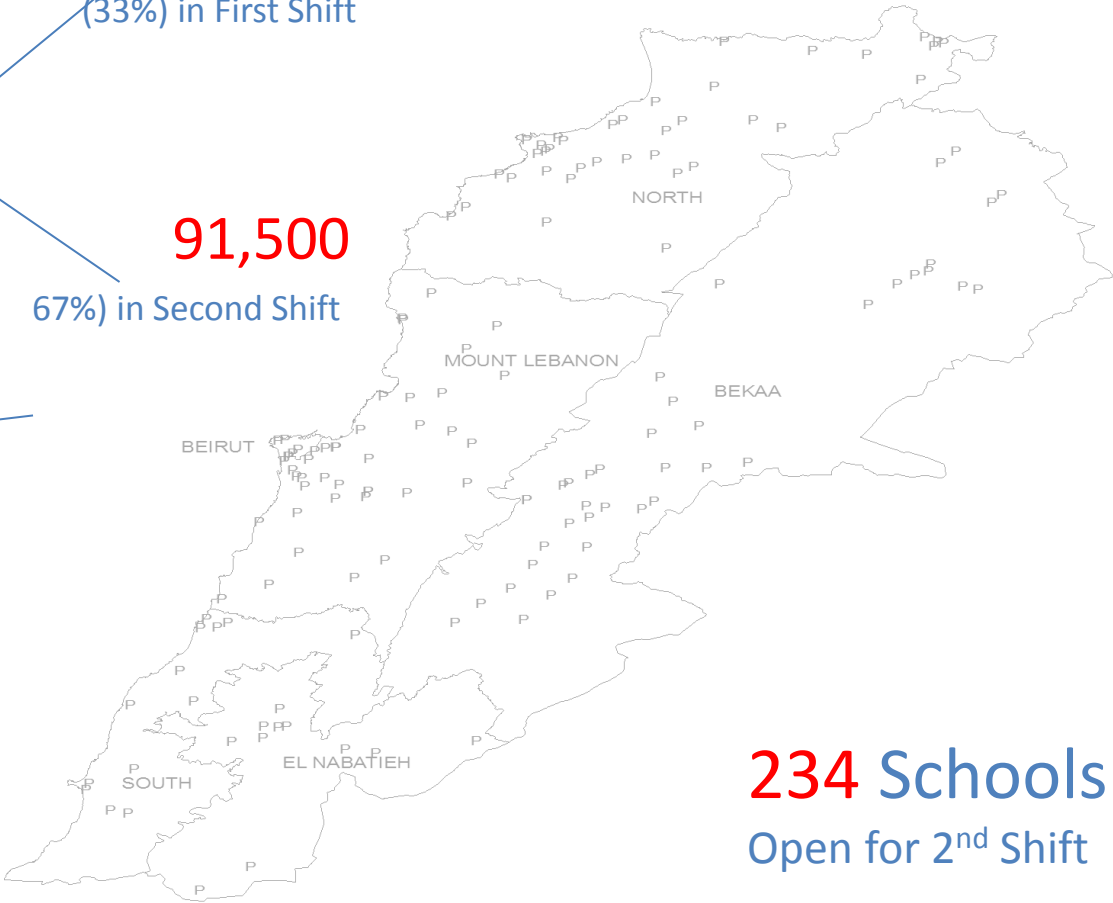 (33%) in First Shift
NORTH
91,500
67%) in Second Shift
MOUNT LEBANON
BEKAA
BEIRUT
234 Schools
EL NABATIEH
SOUTH
Open for 2nd Shift